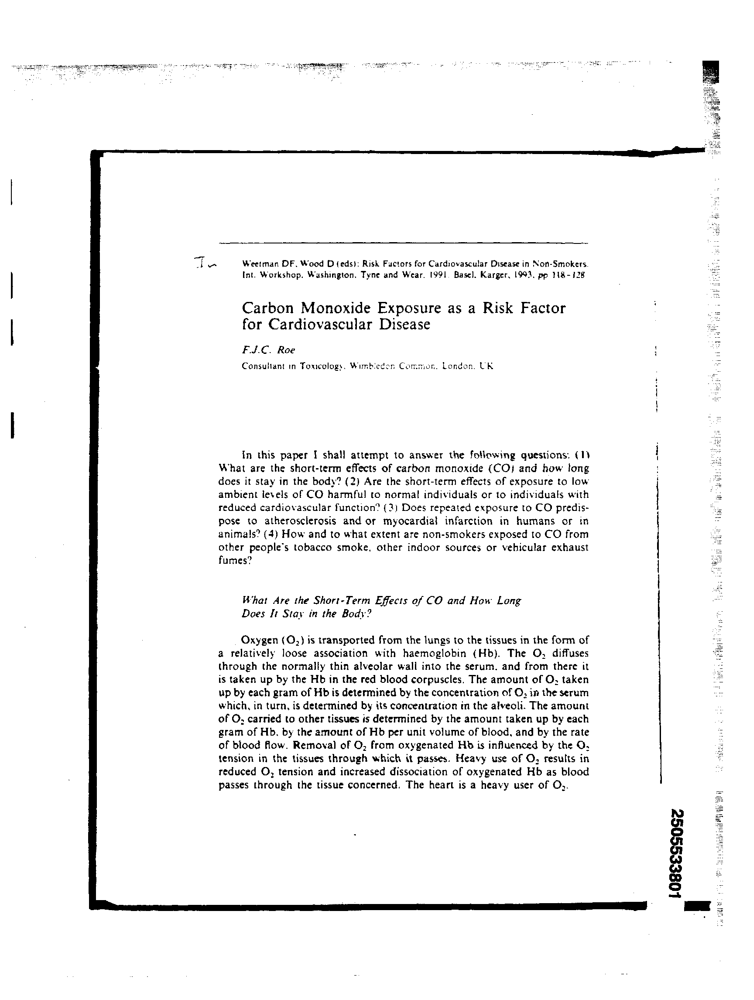 Weetman DF, Wood D (eds): Risk Factors for Cardiovascular Disease in Non-Smokers.
Int. Workshop, Washington, Tyne and Wear, 1991. Basel, Karger, 1993, pp 118-128
Carbon Monoxide Exposure as a Risk Factor
for Cardiovascular Disease
F.J.C. Roe
Consultant in Toxicology, Wimbledon Common, London, UK
In this paper I shall attempt to answer the following questions: (1)
What are the short-term effects of carbon monoxide (CO) and how long
does it stay in the body? (2) Are the short-term effects of exposure to low
ambient levels of CO harmful to normal individuals or to individuals with
reduced cardiovascular function? (3) Does repeated exposure to CO predis-
pose to atherosclerosis and or myocardial infarction in humans or in
animals? (4) How and to what extent are non-smokers exposed to CO from
other people's tobacco smoke, other indoor sources or vehicular exhaust
fumes?
What Are the Short-Term Effects of CO and How Long
Does It Stay in the Body?
Oxygen (O₂) is transported from the lungs to the tissues in the form of
a relatively loose association with haemoglobin (Hb). The O₂ diffuses
through the normally thin alveolar wall into the serum, and from there it
is taken up by the Hb in the red blood corpuscles. The amount of O₂ taken
up by each gram of Hb is determined by the concentration of O₂ in the serum
which, in turn, is determined by its concentration in the alveoli. The amount
of O₂ carried to other tissues is determined by the amount taken up by each
gram of Hb, by the amount of Hb per unit volume of blood, and by the rate
of blood flow. Removal of O₂ from oxygenated Hb is influenced by the O₂
tension in the tissues through which it passes. Heavy use of O₂ results in
reduced O₂ tension and increased dissociation of oxygenated Hb as blood
passes through the tissue concerned. The heart is a heavy user of O₂.
2505533801